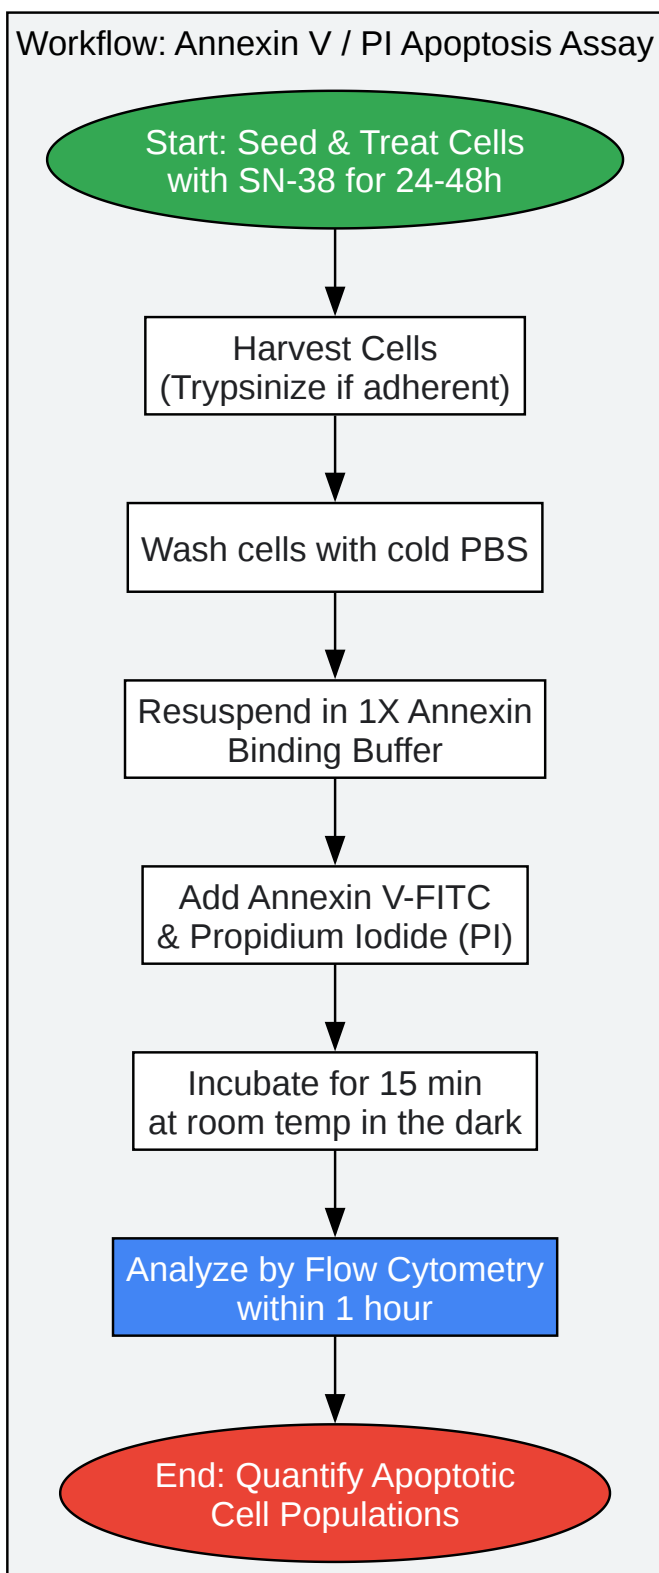 Workflow: Annexin V / PI Apoptosis Assay
Start: Seed & Treat Cells
with SN-38 for 24-48h
Harvest Cells
(Trypsinize if adherent)
Wash cells with cold PBS
Resuspend in 1X Annexin
Binding Buffer
Add Annexin V-FITC
& Propidium Iodide (PI)
Incubate for 15 min
at room temp in the dark
Analyze by Flow Cytometry
within 1 hour
End: Quantify Apoptotic
Cell Populations